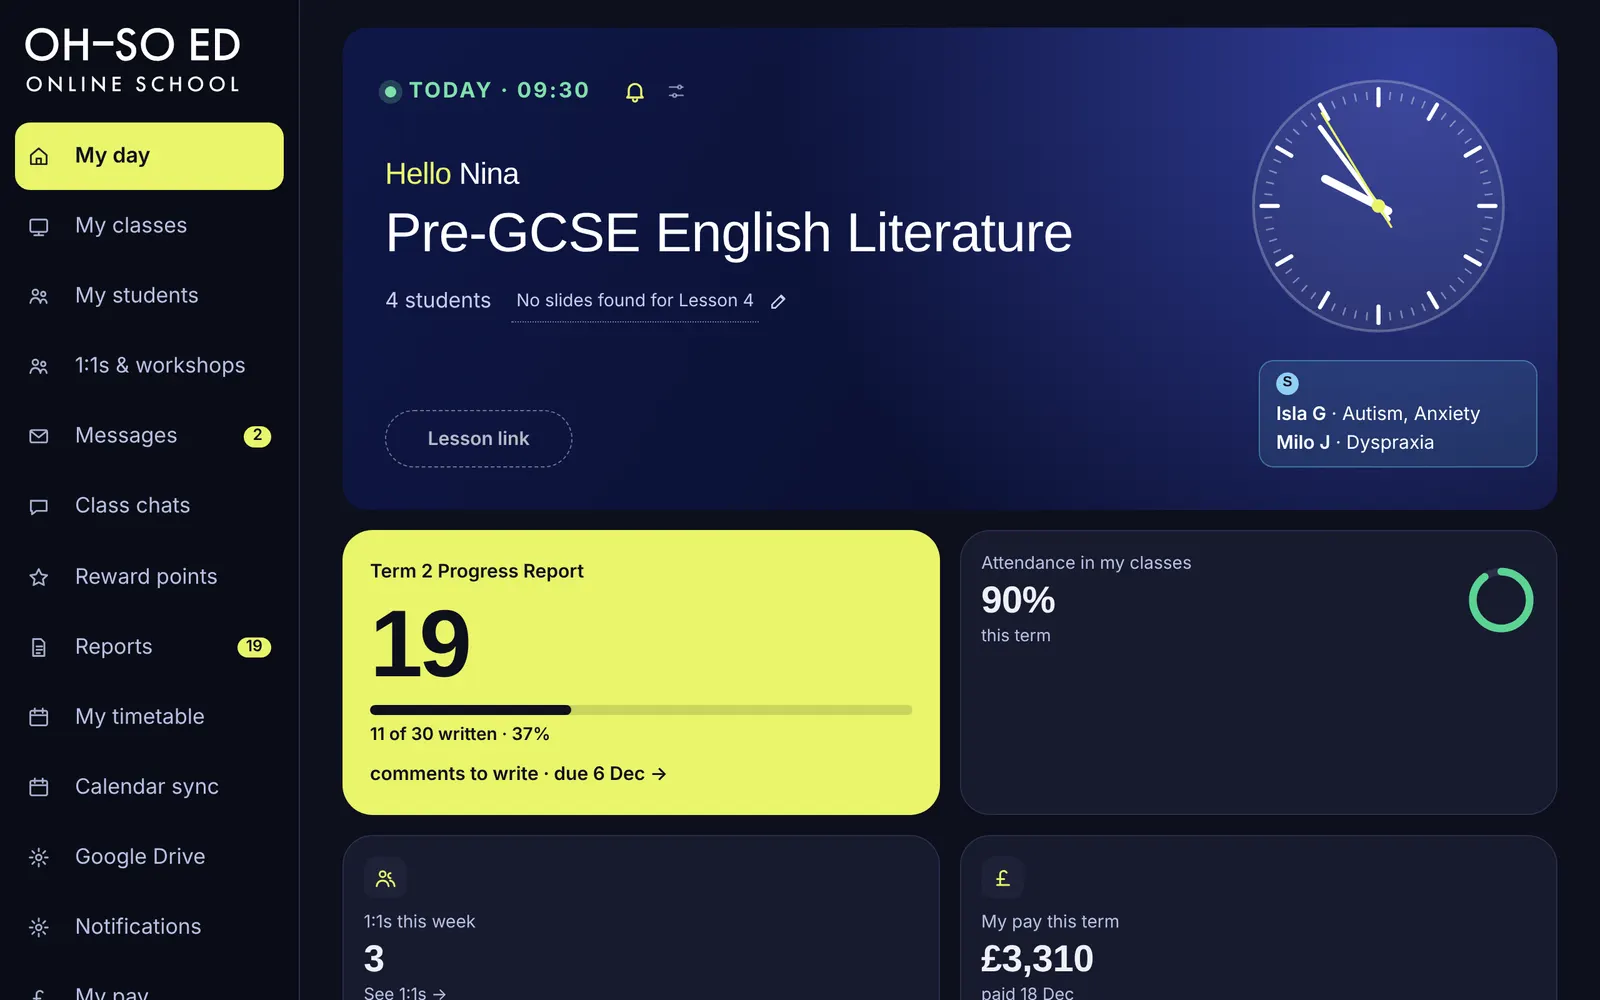 OH-SO ED
ONLINE SCHOOL
My day
My classes
My students
1:1s & workshops
Messages 2
Class chats
Reward points
Reports 19
My timetable
Calendar sync
Google Drive
Notifications
My pay
TODAY · 09:30
Hello Nina
Pre-GCSE English Literature
4 students No slides found for Lesson 4
Lesson link
S
Isla G · Autism, Anxiety
Milo J · Dyspraxia
Term 2 Progress Report
19
11 of 30 written · 37%
comments to write · due 6 Dec →
Attendance in my classes
90%
this term
1:1s this week
3
See 1:1s →
£
My pay this term
£3,310
paid 18 Dec